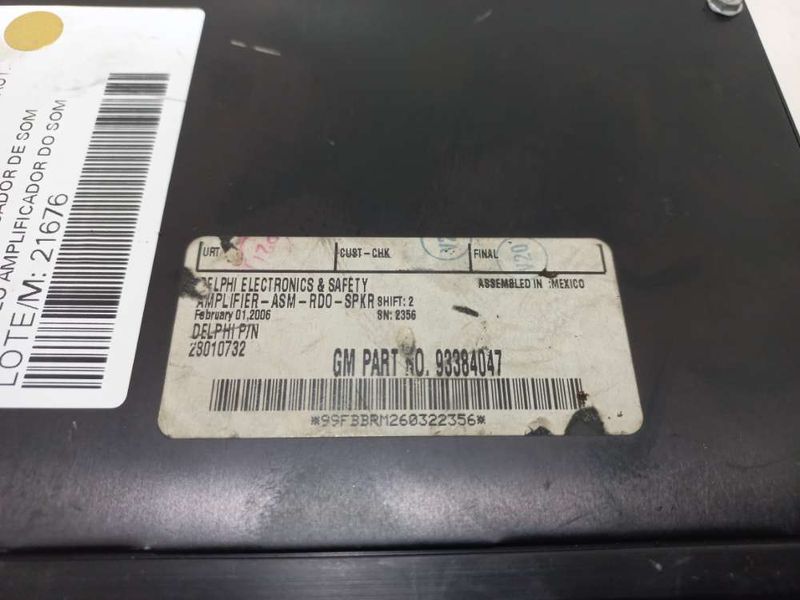 AMPLIFICADOR DE SOM
AMPLIFICADOR DO SOM
LOTE/M: 21676
URT
CUST-CHK
FINAL
DELPHI ELECTRONICS & SAFETY
ASSEMBLED IN :MEXICO
AMPLIFIER-ASM-RDO-SPKR SHIFT: 2
February 01,2006 SN: 2356
DELPHI P/N
28010732
GM PART NO. 93384047
*99FBBRM260322356*